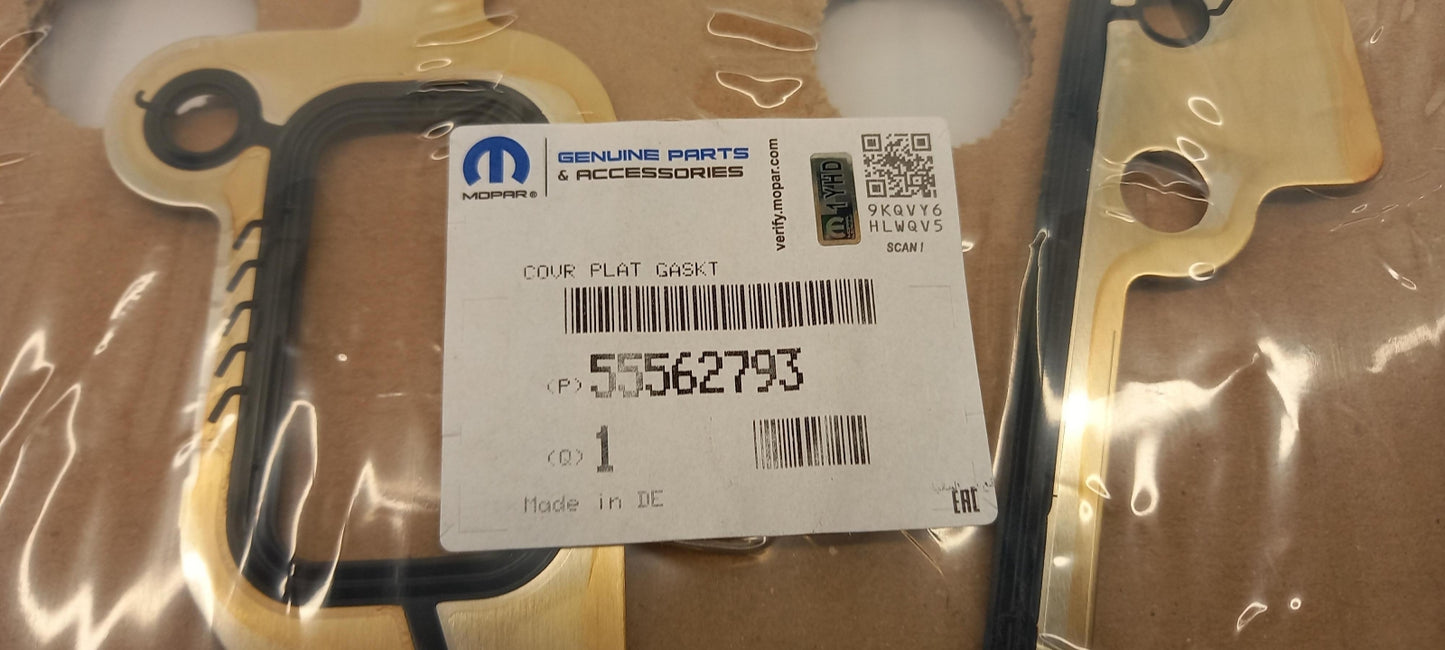 MOPAR®
GENUINE PARTS
& ACCESSORIES
verify.mopar.com
1YHD
9KQVY6
HLWQV5
SCAN!
COVR PLAT GASKT
(P) 55562793
(Q) 1
Made in DE
EAC